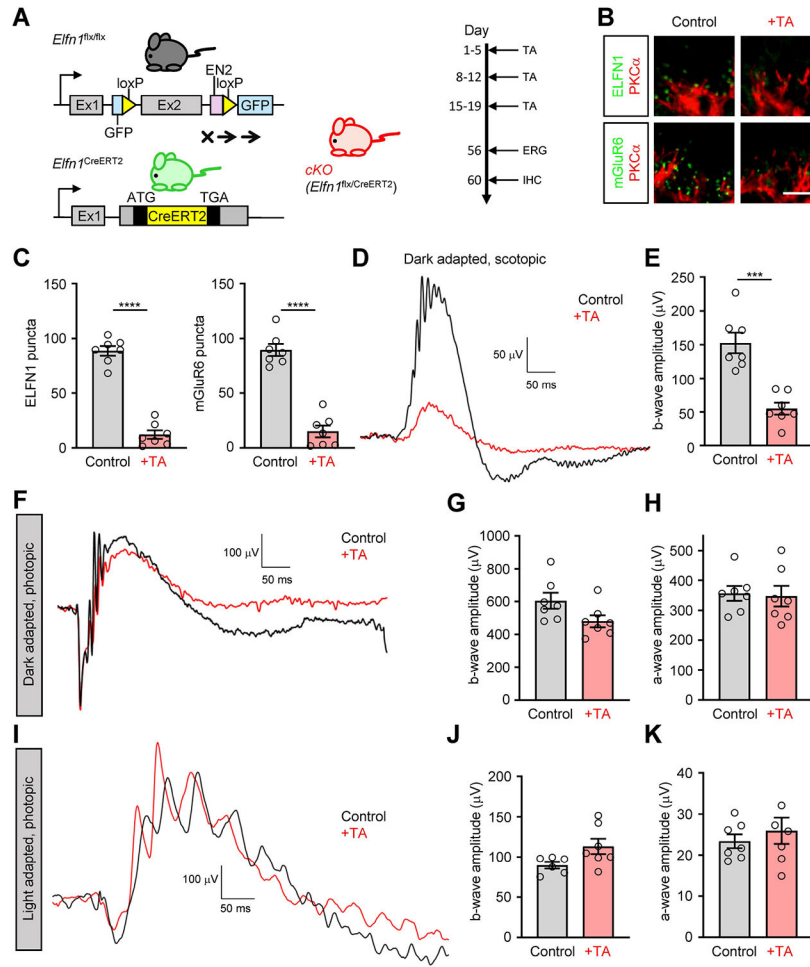 A
Elfn1flx/flx
loxP
EN2
loxP
Ex1
Ex2
GFP
GFP
Elfn1CreERT2
ATG
TGA
Ex1
CreERT2
cKO
(Elfn1flx/CreERT2)
Day
1-5
TA
8-12
TA
15-19
TA
56
ERG
60
IHC
B
Control
+TA
ELFN1
PKCα
mGluR6
PKCα
C
ELFN1 puncta
150
100
50
0
****
Control
+TA
mGluR6 puncta
150
100
50
0
****
Control
+TA
D
Dark adapted, scotopic
Control
+TA
50 μV
50 ms
E
b-wave amplitude (μV)
250
200
150
100
50
0
***
Control
+TA
F
Dark adapted, photopic
Control
+TA
100 μV
50 ms
G
b-wave amplitude (μV)
1000
800
600
400
200
0
Control
+TA
H
a-wave amplitude (μV)
500
400
300
200
100
0
Control
+TA
I
Light adapted, photopic
Control
+TA
100 μV
50 ms
J
b-wave amplitude (μV)
200
150
100
50
0
Control
+TA
K
a-wave amplitude (μV)
40
30
20
10
0
Control
+TA